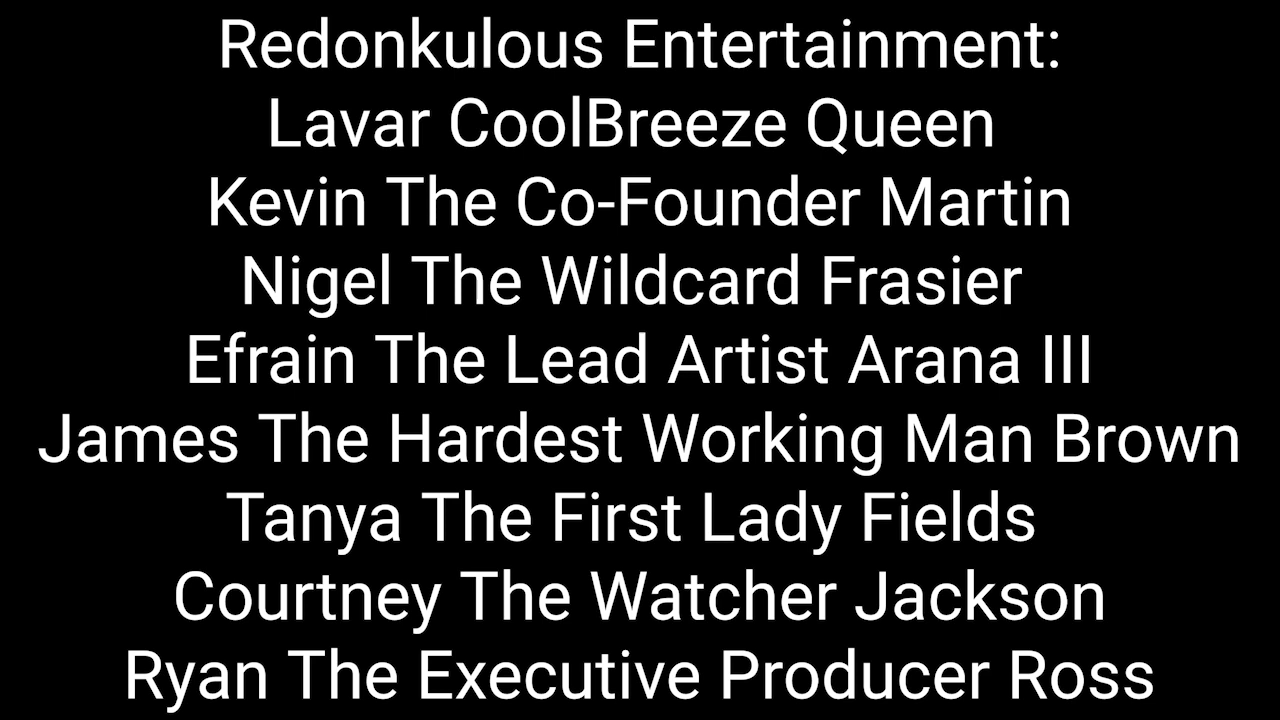 Redonkulous Entertainment:
Lavar CoolBreeze Queen
Kevin The Co-Founder Martin
Nigel The Wildcard Frasier
Efrain The Lead Artist Arana III
James The Hardest Working Man Brown
Tanya The First Lady Fields
Courtney The Watcher Jackson
Ryan The Executive Producer Ross